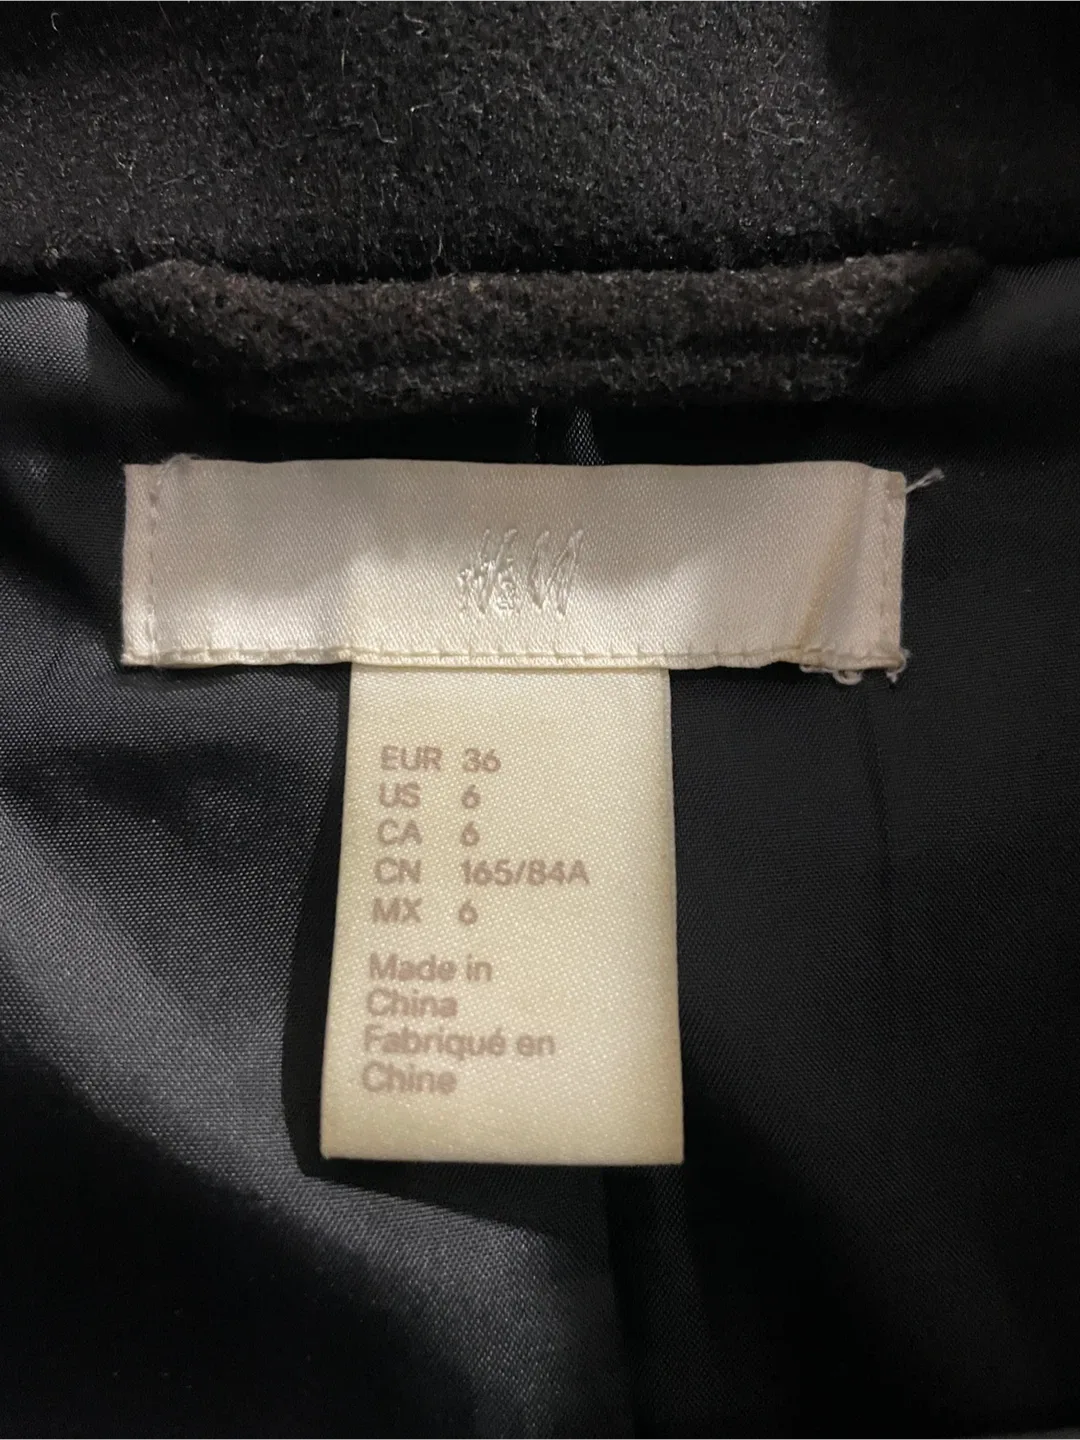 H&M
EUR 36
US 6
CA 6
CN 165/84A
MX 6
Made in
China
Fabriqué en
Chine